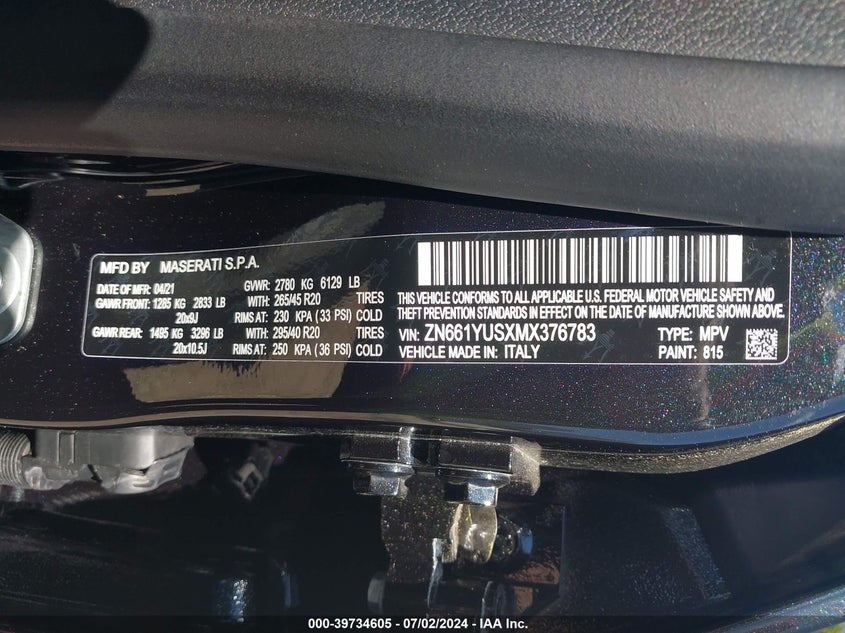 MFD BY MASERATI S.P.A.
DATE OF MFR: 04/21 GVWR: 2780 KG 6129 LB
GAWR FRONT: 1285 KG 2833 LB WITH: 265/45 R20 TIRES
20x9J RIMS AT: 230 KPA (33 PSI) COLD
GAWR REAR: 1485 KG 3286 LB WITH: 295/40 R20 TIRES
20x10.5J RIMS AT: 250 KPA (36 PSI) COLD
THIS VEHICLE CONFORMS TO ALL APPLICABLE U.S. FEDERAL MOTOR VEHICLE SAFETY AND
THEFT PREVENTION STANDARDS IN EFFECT ON THE DATE OF MANUFACTURE SHOWN ABOVE.
VIN: ZN661YUSXMX376783 TYPE: MPV
VEHICLE MADE IN: ITALY PAINT: 815
000-39734605 - 07/02/2024 - IAA Inc.